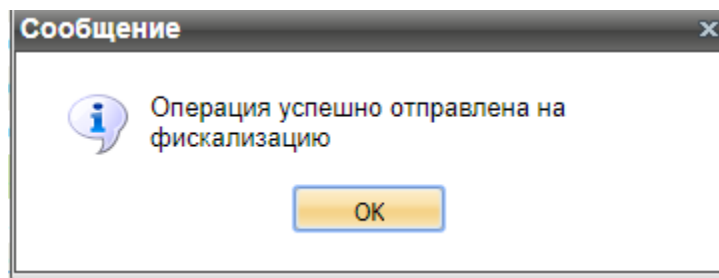 Сообщение
Операция успешно отправлена на
фискализацию
OK